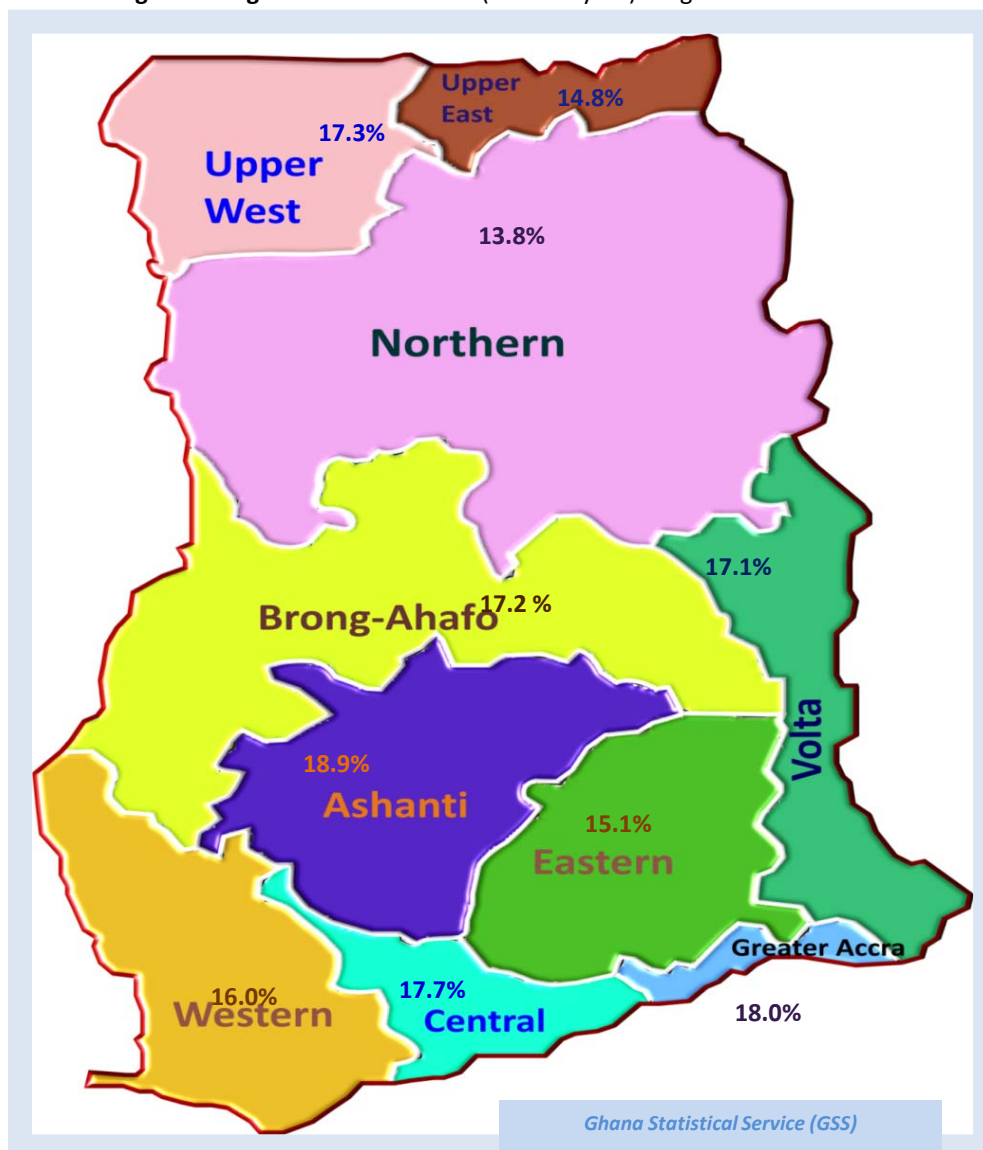 Upper
East
14.8%
17.3%
Upper
West
13.8%
Northern
17.1%
17.2 %
Brong-Ahafo
Volta
18.9%
Ashanti
15.1%
Eastern
Greater Accra
16.0%
Western
17.7%
Central
18.0%
Ghana Statistical Service (GSS)